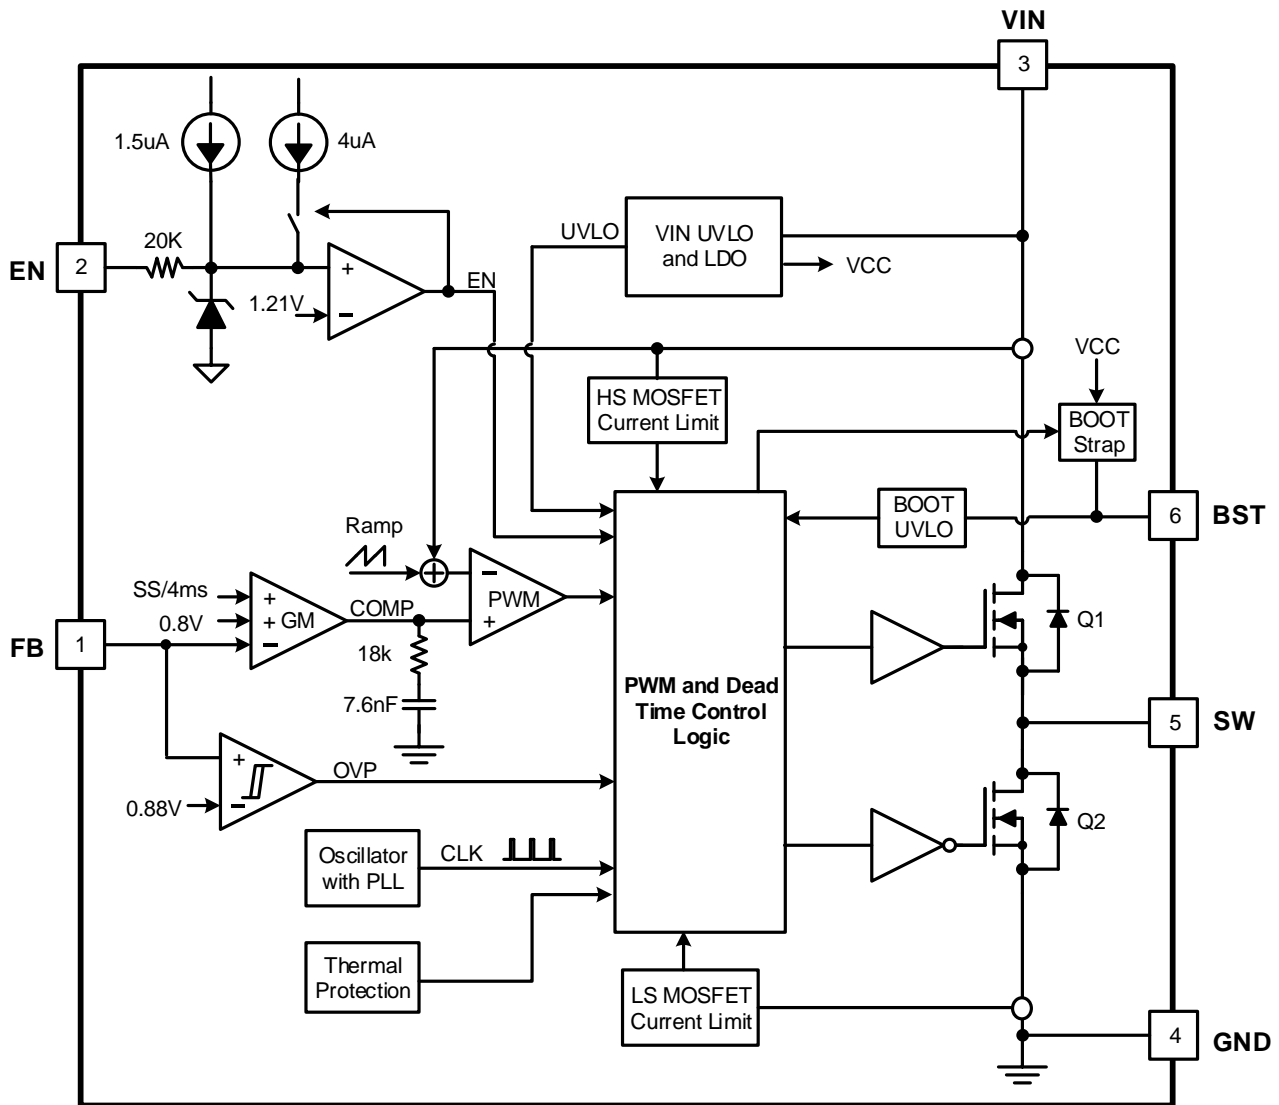 VIN
3
1.5uA
4uA
20K
EN
2
1.21V
+
−
EN
UVLO
VIN UVLO
and LDO
VCC
VCC
HS MOSFET
Current Limit
BOOT
Strap
BOOT
UVLO
6
BST
Ramp
+
−
PWM
+
SS/4ms
0.8V
+
+
−
GM
COMP
FB
1
18k
7.6nF
PWM and Dead
Time Control
Logic
Q1
5
SW
+
−
0.88V
OVP
Q2
Oscillator
with PLL
CLK
Thermal
Protection
LS MOSFET
Current Limit
4
GND